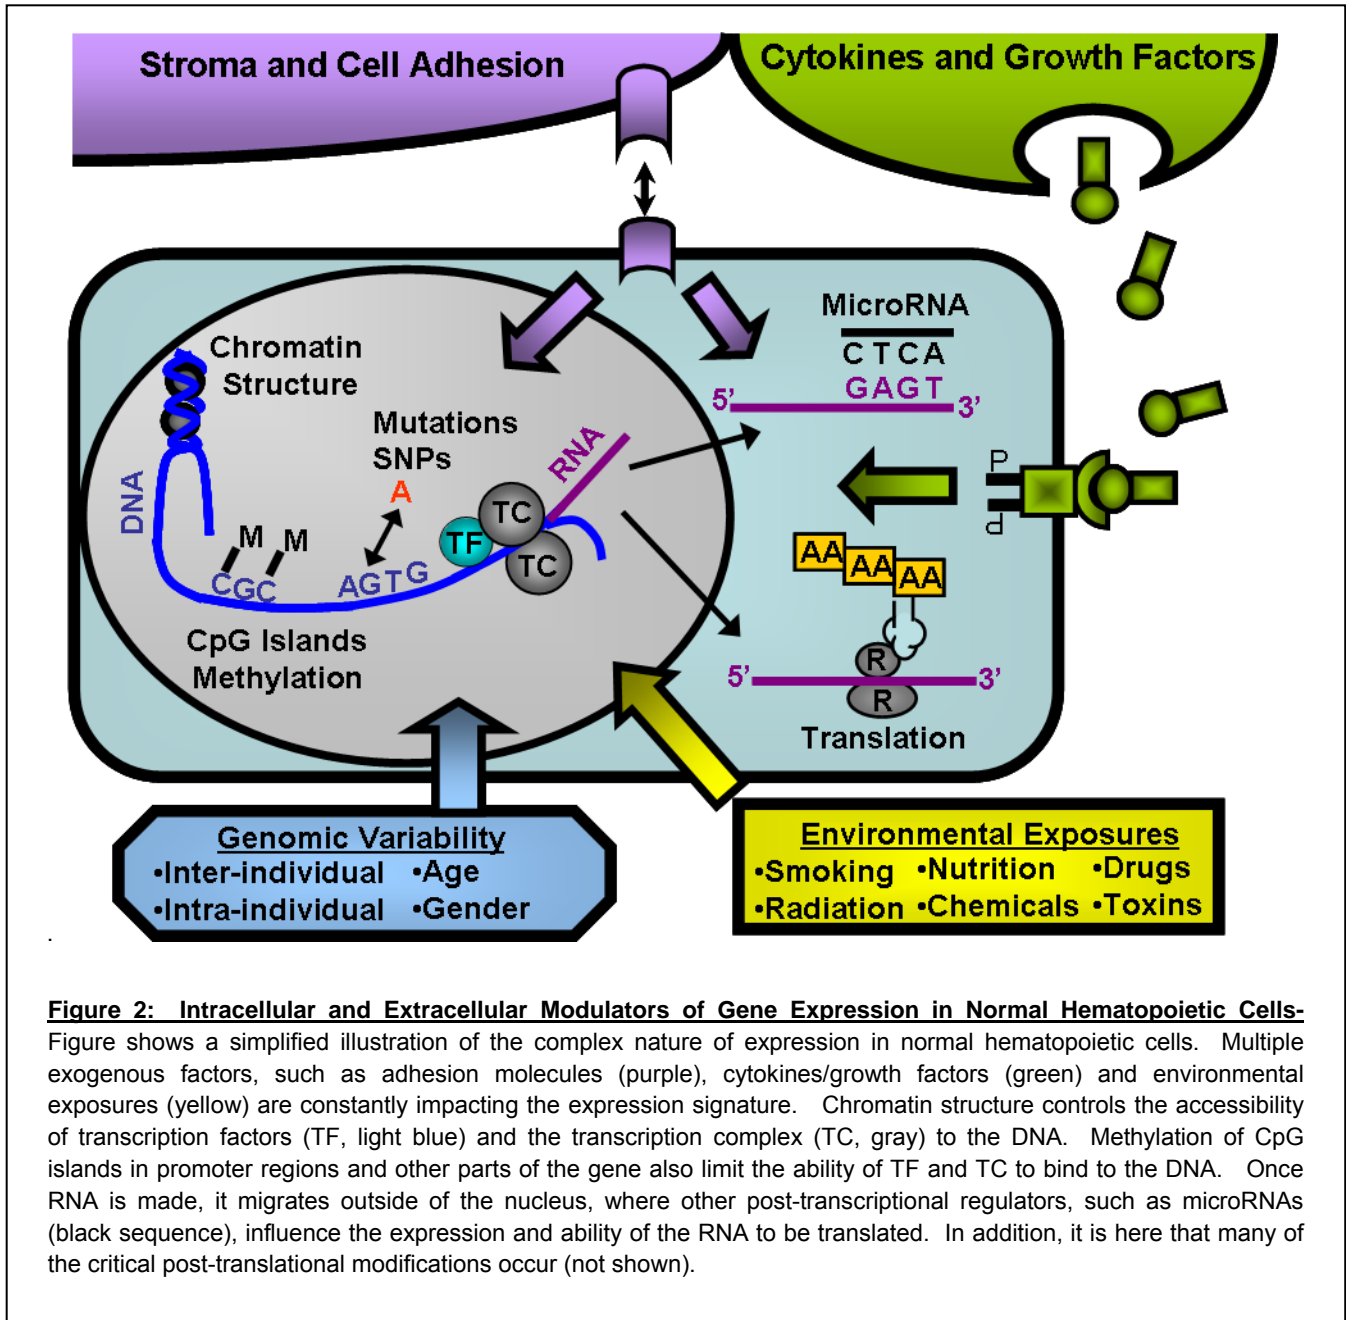 Stroma and Cell Adhesion
Cytokines and Growth Factors
Chromatin
Structure
MicroRNA
CTCA
GAGT
5’
3’
Mutations
SNPs
A
RNA
DNA
M M
CGC
AGTG
TF
TC
TC
P
P
AA AA AA
CpG Islands
Methylation
R
5’
3’
R
Translation
Genomic Variability
•Inter-individual •Age
•Intra-individual •Gender
Environmental Exposures
•Smoking •Nutrition •Drugs
•Radiation •Chemicals •Toxins
.
Figure 2: Intracellular and Extracellular Modulators of Gene Expression in Normal Hematopoietic Cells-
Figure shows a simplified illustration of the complex nature of expression in normal hematopoietic cells. Multiple
exogenous factors, such as adhesion molecules (purple), cytokines/growth factors (green) and environmental
exposures (yellow) are constantly impacting the expression signature. Chromatin structure controls the accessibility
of transcription factors (TF, light blue) and the transcription complex (TC, gray) to the DNA. Methylation of CpG
islands in promoter regions and other parts of the gene also limit the ability of TF and TC to bind to the DNA. Once
RNA is made, it migrates outside of the nucleus, where other post-transcriptional regulators, such as microRNAs
(black sequence), influence the expression and ability of the RNA to be translated. In addition, it is here that many of
the critical post-translational modifications occur (not shown).